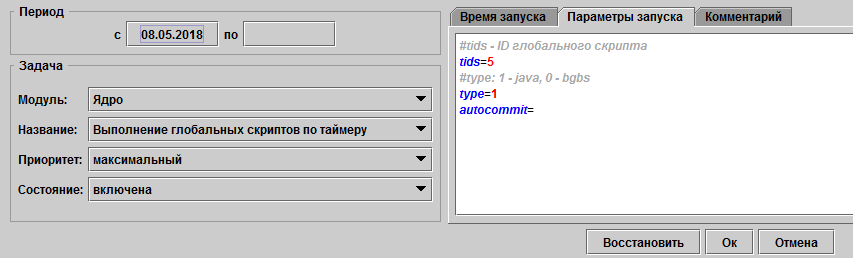 Период
с 08.05.2018 по
Задача
Модуль: Ядро
Название: Выполнение глобальных скриптов по таймеру
Приоритет: максимальный
Состояние: включена
Время запуска Параметры запуска Комментарий
#tids - ID глобального скрипта
tids=5
#type: 1 - java, 0 - bgbs
type=1
autocommit=
Восстановить Ок Отмена